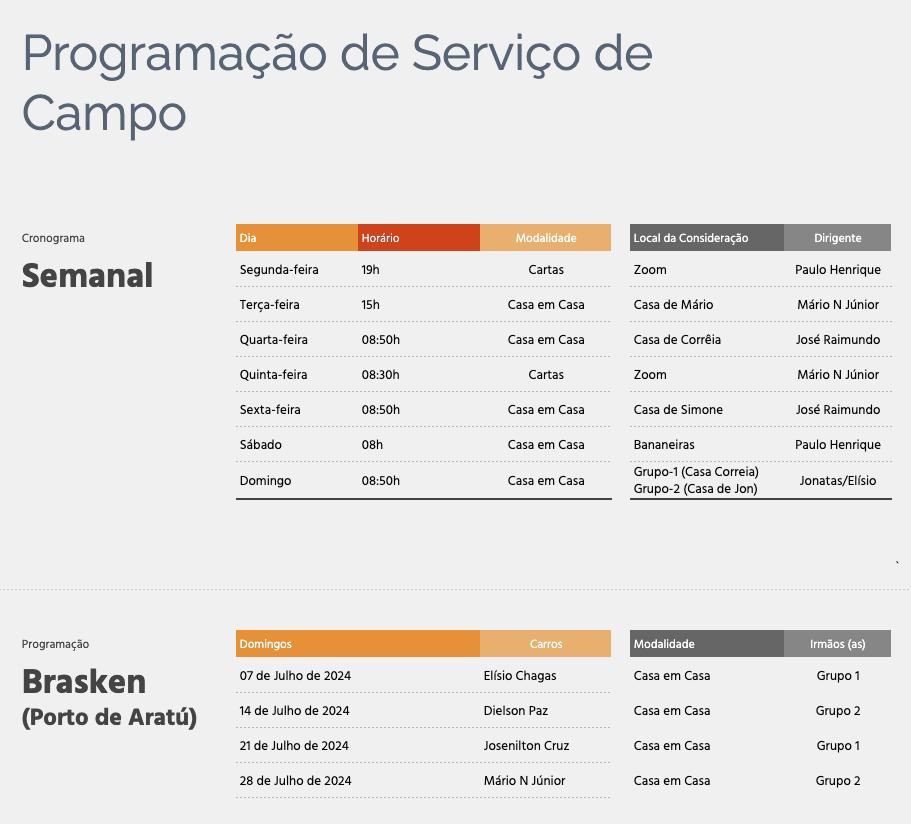 Programação de Serviço de
Campo
Cronograma
Semanal
Dia Horário Modalidade Local da Consideração Dirigente
Segunda-feira 19h Cartas Zoom Paulo Henrique
Terça-feira 15h Casa em Casa Casa de Mário Mário N Júnior
Quarta-feira 08:50h Casa em Casa Casa de Corrêia José Raimundo
Quinta-feira 08:30h Cartas Zoom Mário N Júnior
Sexta-feira 08:50h Casa em Casa Casa de Simone José Raimundo
Sábado 08h Casa em Casa Bananeiras Paulo Henrique
Domingo 08:50h Casa em Casa Grupo-1 (Casa Correia)
Grupo-2 (Casa de Jon) Jonatas/Elísio
`
Programação
Brasken
(Porto de Aratú)
Domingos Carros Modalidade Irmãos (as)
07 de Julho de 2024 Elísio Chagas Casa em Casa Grupo 1
14 de Julho de 2024 Dielson Paz Casa em Casa Grupo 2
21 de Julho de 2024 Josenilton Cruz Casa em Casa Grupo 1
28 de Julho de 2024 Mário N Júnior Casa em Casa Grupo 2